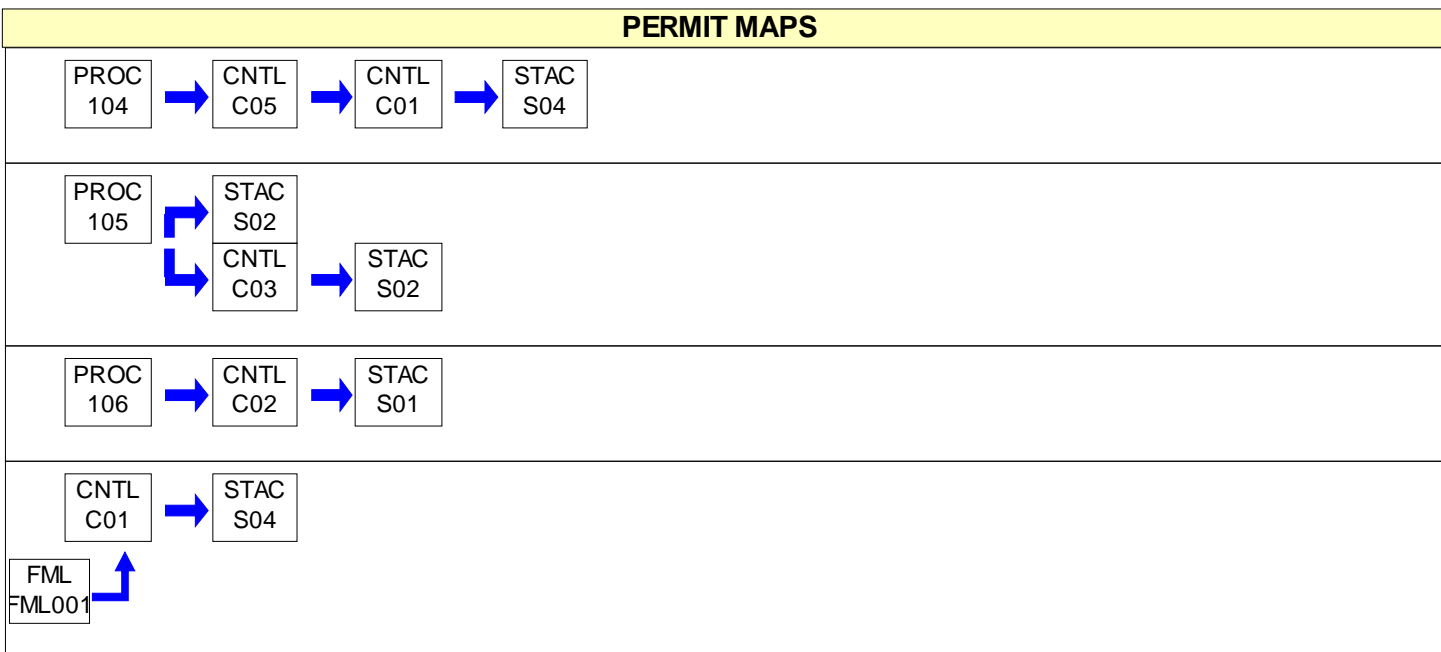 PERMIT MAPS
PROC
104
CNTL
C05
CNTL
C01
STAC
S04
PROC
105
STAC
S02
CNTL
C03
STAC
S02
PROC
106
CNTL
C02
STAC
S01
CNTL
C01
STAC
S04
FML
FML001